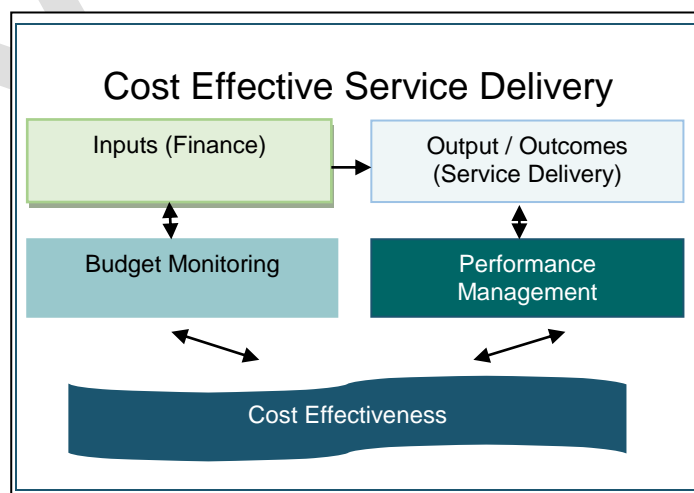 Cost Effective Service Delivery
Inputs (Finance)
Output / Outcomes
(Service Delivery)
Budget Monitoring
Performance
Management
Cost Effectiveness